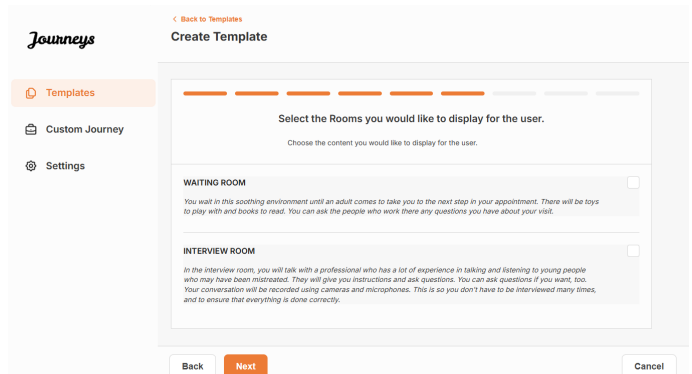 < Back to Templates
Journeys
Create Template
Templates
Custom Journey
Settings
Select the Rooms you would like to display for the user.
Choose the content you would like to display for the user.
WAITING ROOM
You wait in this soothing environment until an adult comes to take you to the next step in your appointment. There will be toys
to play with and books to read. You can ask the people who work there any questions you have about your visit.
INTERVIEW ROOM
In the interview room, you will talk with a professional who has a lot of experience in talking and listening to young people
who may have been mistreated. They will give you instructions and ask questions. You can ask questions if you want, too.
Your conversation will be recorded using cameras and microphones. This is so you don't have to be interviewed many times,
and to ensure that everything is done correctly.
Back
Next
Cancel